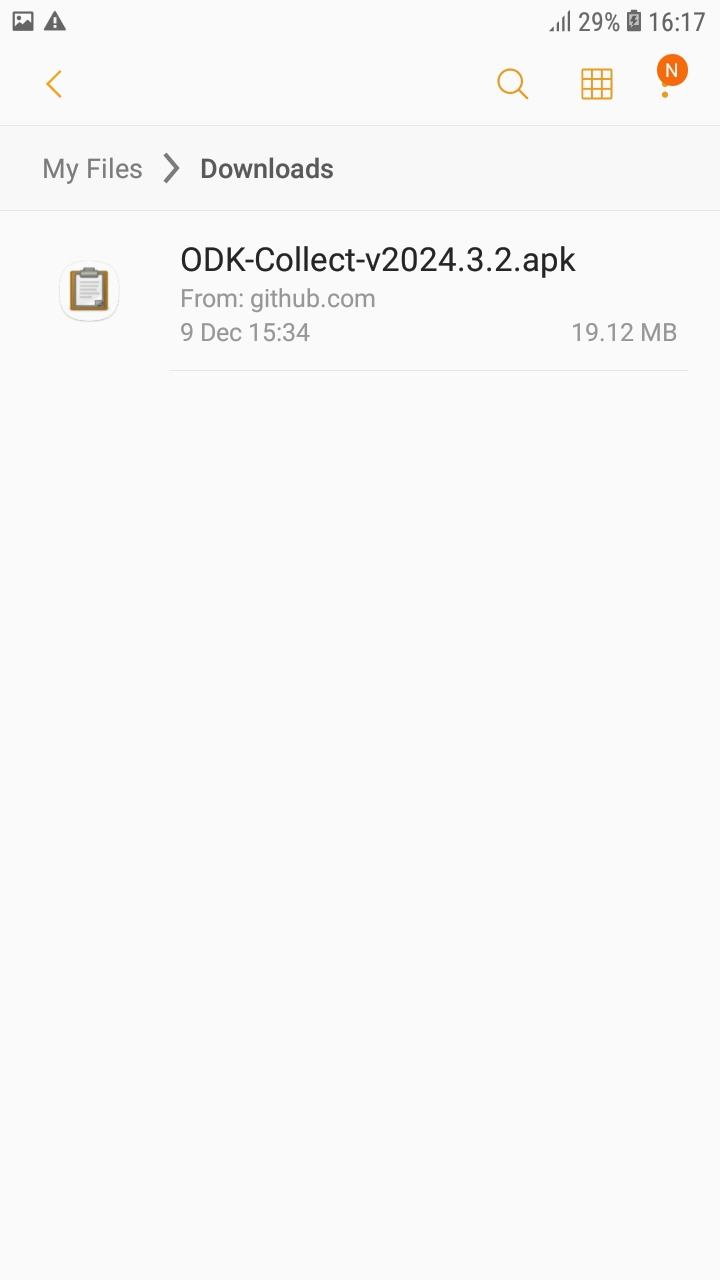 29% 16:17
N
My Files Downloads
ODK-Collect-v2024.3.2.apk
From: github.com
9 Dec 15:34 19.12 MB